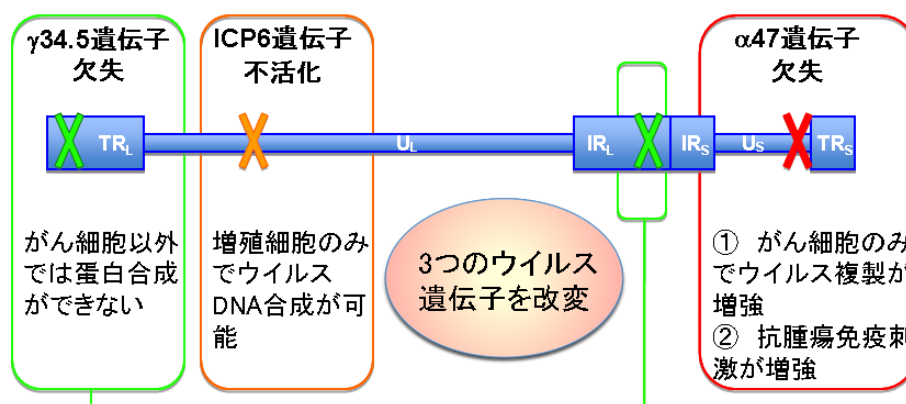 γ34.5遺伝子
欠失
ICP6遺伝子
不活化
α47遺伝子
欠失
TRL
UL
IRL
IRS
US
TRS
がん細胞以外
では蛋白合成
ができない
増殖細胞のみ
でウイルス
DNA合成が可
能
3つのウイルス
遺伝子を改変
① がん細胞のみ
でウイルス複製が
増強
② 抗腫瘍免疫刺
激が増強